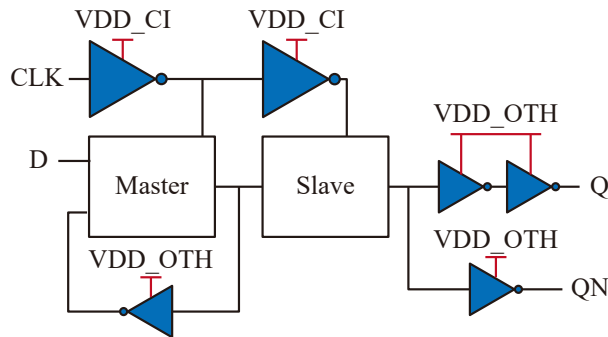 VDD_CI
VDD_CI
CLK
VDD_OTH
D
Master
Slave
Q
VDD_OTH
VDD_OTH
QN